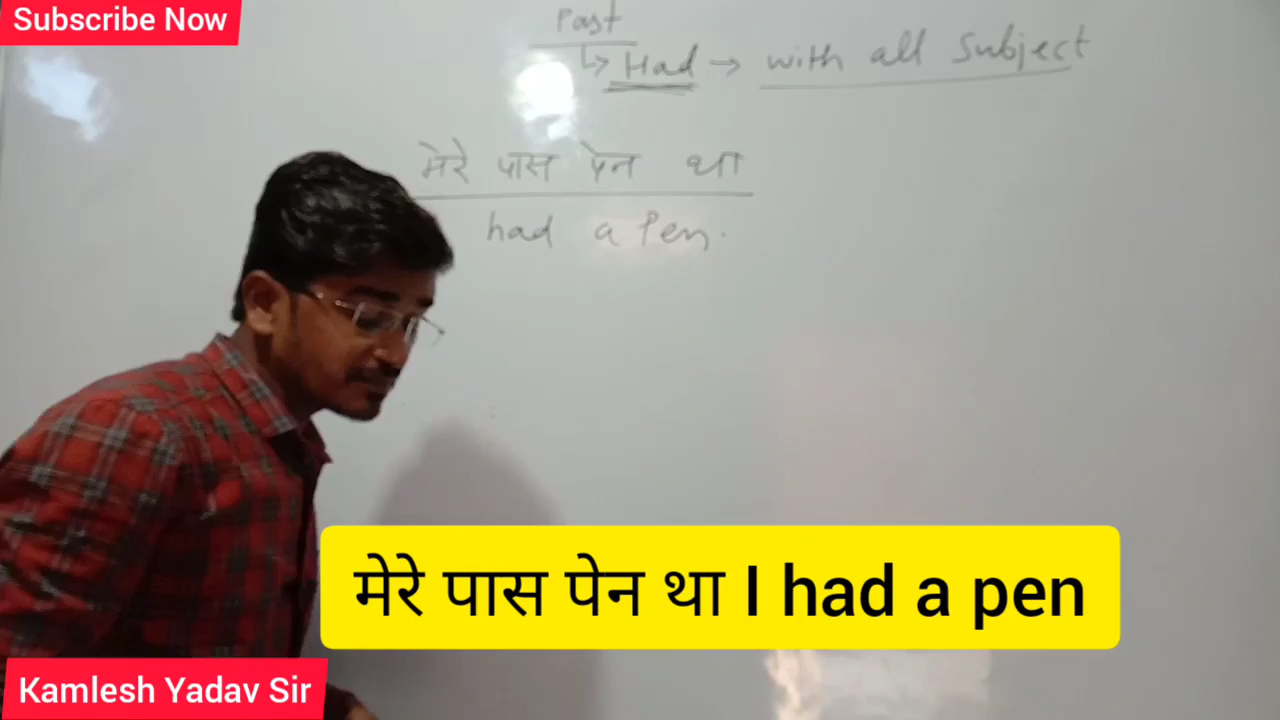 Subscribe Now
Past
↳ Had → with all Subject
मेरे पास पेन था
had a Pen.
मेरे पास पेन था I had a pen
Kamlesh Yadav Sir